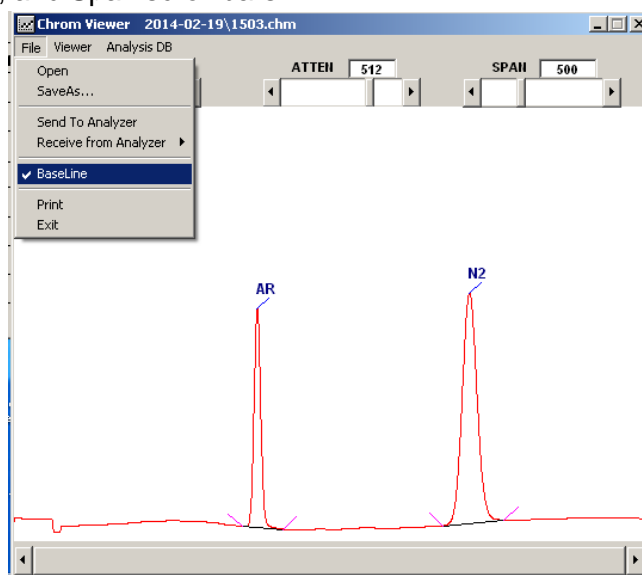 Chrom Viewer 2014-02-19\1503.chm
File Viewer Analysis DB
ATTEN 512 SPAN 500
Open
SaveAs...
Send To Analyzer
Receive from Analyzer
BaseLine
Print
Exit
AR
N2